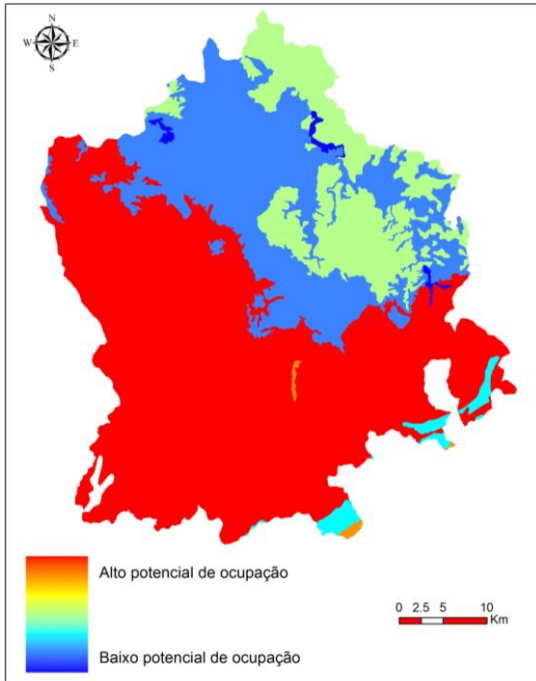 N
W E
S
Alto potencial de ocupação
Baixo potencial de ocupação
0 2.5 5 10
Km